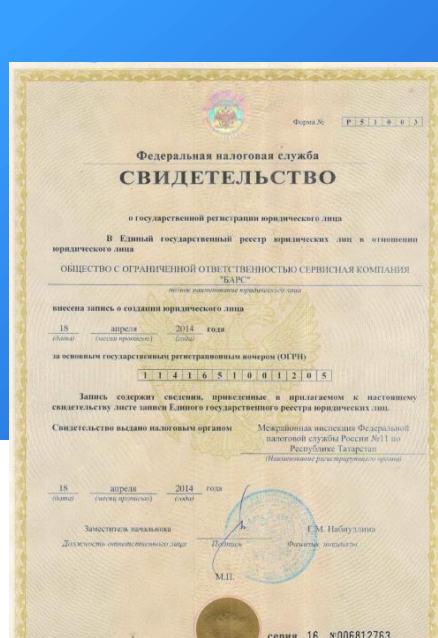 Форма № Р 5 1 0 0 3
Федеральная налоговая служба
СВИДЕТЕЛЬСТВО
о государственной регистрации юридического лица
В Единый государственный реестр юридических лиц в отношении
юридического лица
ОБЩЕСТВО С ОГРАНИЧЕННОЙ ОТВЕТСТВЕННОСТЬЮ СЕРВИСНАЯ КОМПАНИЯ
"БАРС"
полное наименование юридического лица
внесена запись о создании юридического лица
18 апреля 2014 года
(дата) (месяц прописью) (год)
за основным государственным регистрационным номером (ОГРН)
1 1 4 1 6 5 1 0 0 1 2 0 5
Запись содержит сведения, приведенные в прилагаемом к настоящему
свидетельству листе записи Единого государственного реестра юридических лиц.
Свидетельство выдано налоговым органом Межрайонная инспекция Федеральной
налоговой службы России №11 по
Республике Татарстан
(Наименование регистрирующего органа)
18 апреля 2014 года
(дата) (месяц прописью) (год)
Заместитель начальника Г.М. Набиуллина
Должность ответственного лица Подпись Фамилия, инициалы
М.П.
серия 16 №006812763